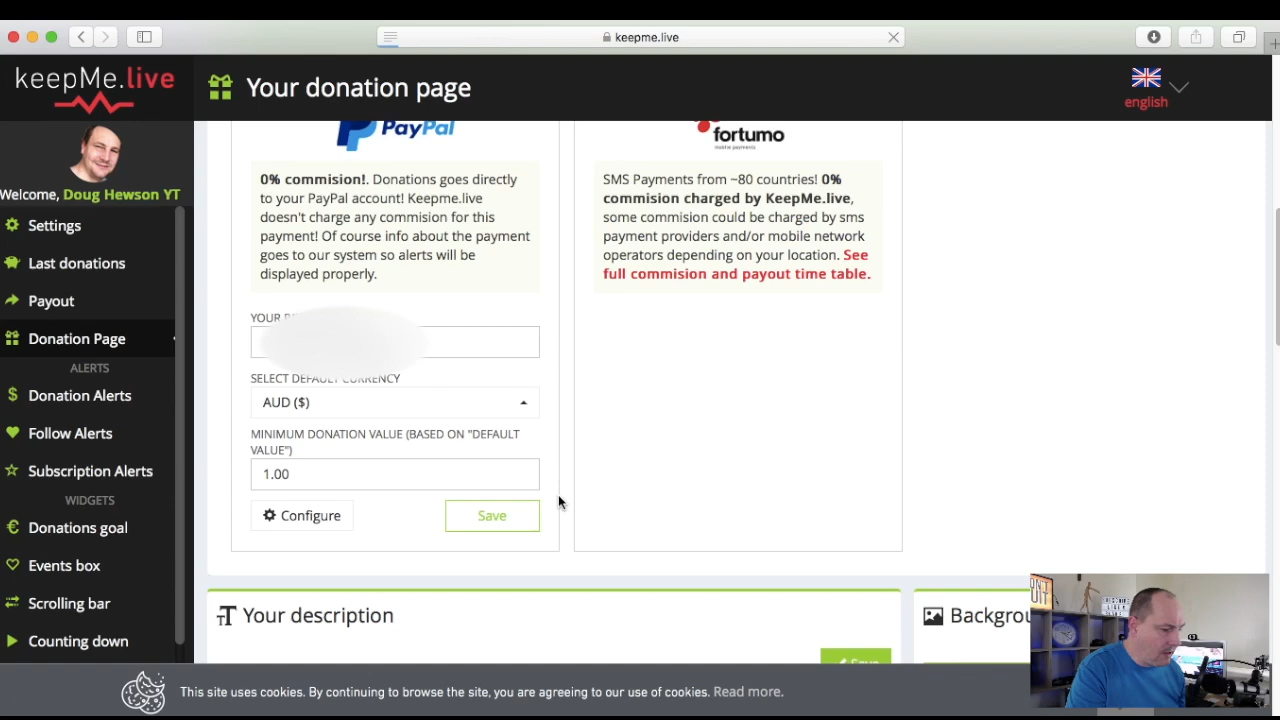 keepme.live
keepMe.live
Your donation page
english
Welcome, Doug Hewson YT
Settings
Last donations
Payout
Donation Page
ALERTS
Donation Alerts
Follow Alerts
Subscription Alerts
WIDGETS
Donations goal
Events box
Scrolling bar
Counting down
PayPal
0% commision!. Donations goes directly
to your PayPal account! Keepme.live
doesn't charge any commision for this
payment! Of course info about the payment
goes to our system so alerts will be
displayed properly.
YOUR
SELECT DEFAULT CURRENCY
AUD ($)
MINIMUM DONATION VALUE (BASED ON "DEFAULT
VALUE")
1.00
Configure
Save
fortumo
mobile payments
SMS Payments from ~80 countries! 0%
commision charged by KeepMe.live,
some commision could be charged by sms
payment providers and/or mobile network
operators depending on your location. See
full commision and payout time table.
Your description
Save
Backgrou
This site uses cookies. By continuing to browse the site, you are agreeing to our use of cookies. Read more.